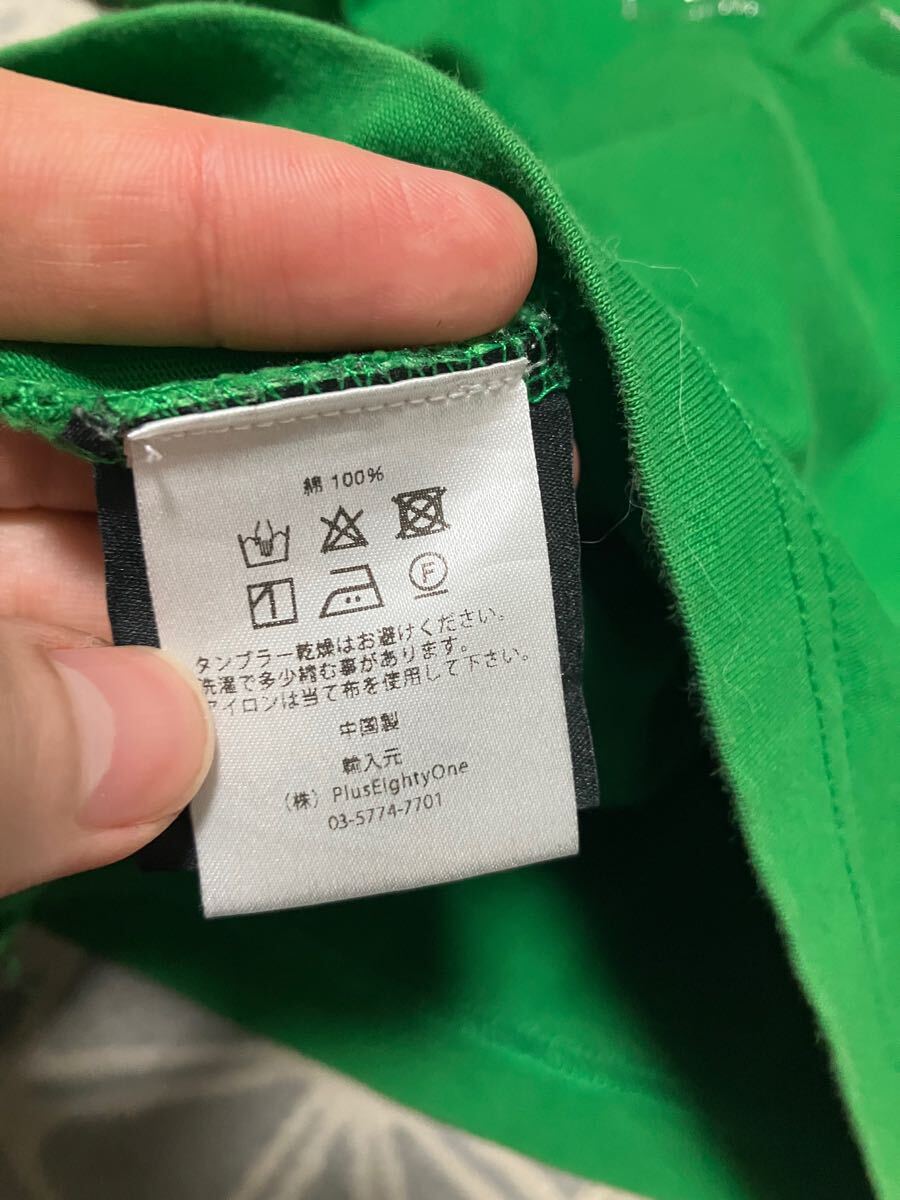 綿 100%
F
タンブラー乾燥はお避けください。
洗濯で多少縮む事があります。
アイロンは当て布を使用して下さい。
中国製
輸入元
（株） PlusEightyOne
03-5774-7701